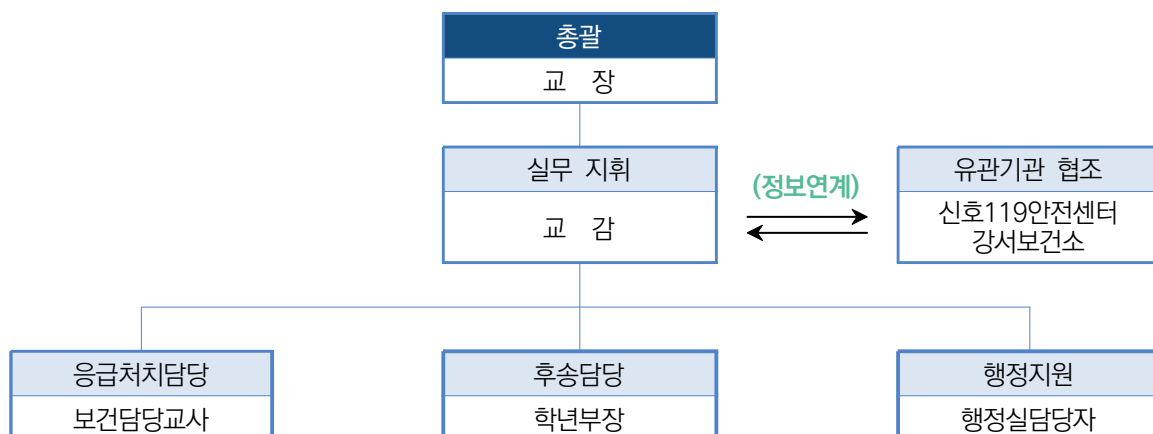 총괄
교 장
실무 지휘
교 감
(정보연계)
유관기관 협조
신호119안전센터
강서보건소
응급처치담당
보건담당교사
후송담당
학년부장
행정지원
행정실담당자